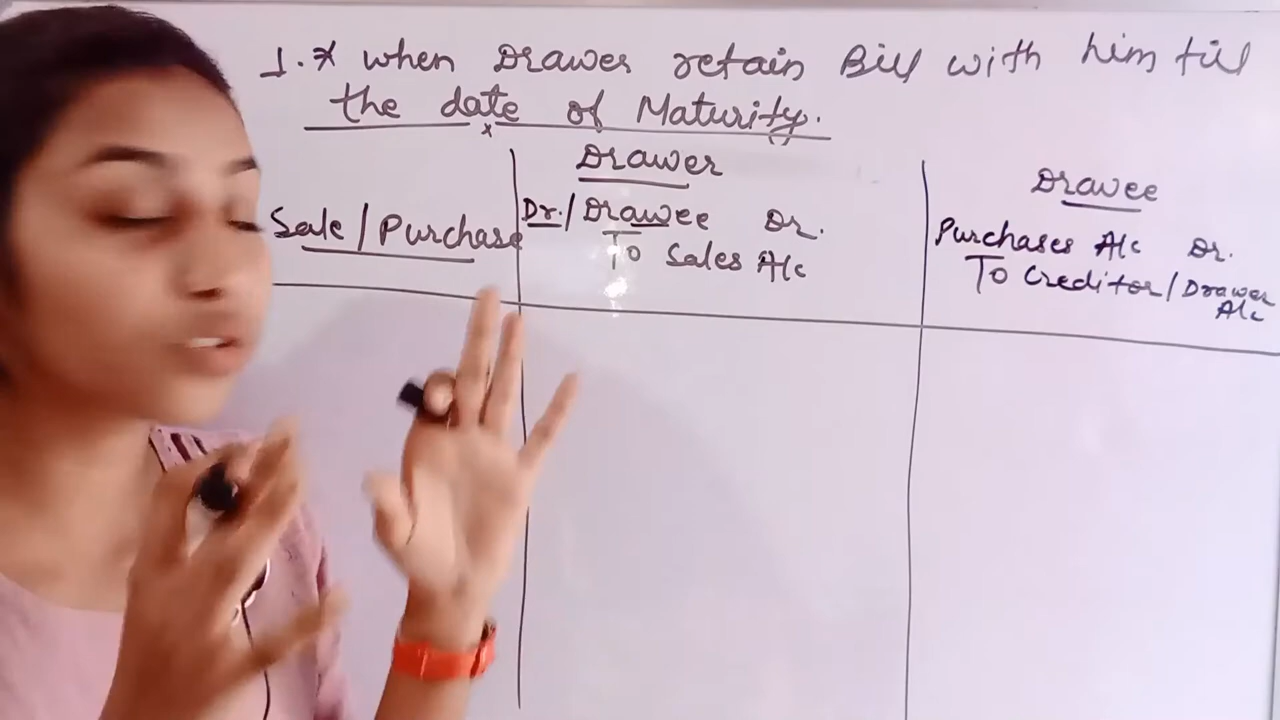 1.* when Drawer retain Bill with him till
the date of Maturity.
Drawer
Drawee
Sale / Purchase
Dr./Drawee Dr.
To Sales A/c
Purchases A/c Dr.
To Creditor/Drawer
A/c